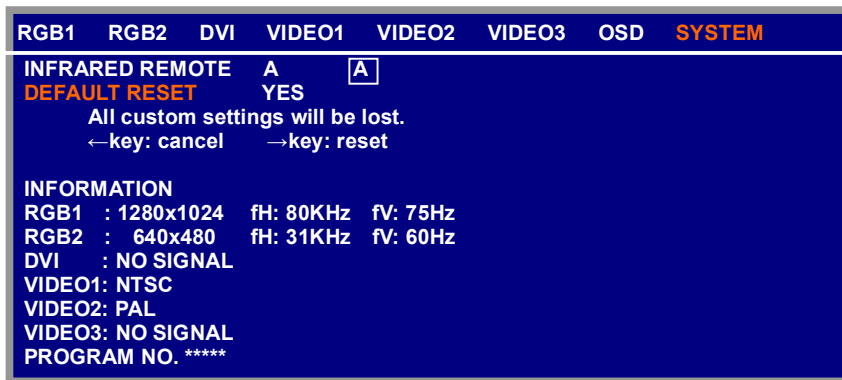 RGB1 RGB2 DVI VIDEO1 VIDEO2 VIDEO3 OSD SYSTEM
INFRARED REMOTE A A
DEFAULT RESET YES
All custom settings will be lost.
←key: cancel →key: reset
INFORMATION
RGB1 : 1280x1024 fH: 80KHz fV: 75Hz
RGB2 : 640x480 fH: 31KHz fV: 60Hz
DVI : NO SIGNAL
VIDEO1: NTSC
VIDEO2: PAL
VIDEO3: NO SIGNAL
PROGRAM NO. *****